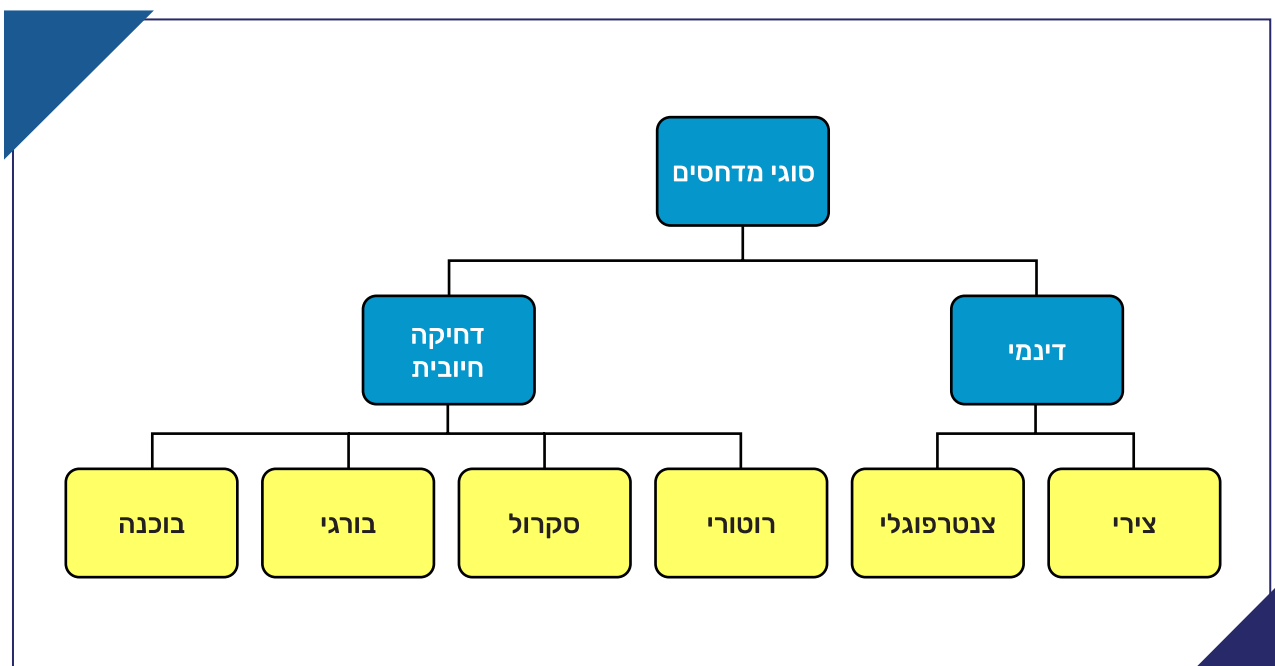 סוגי מדחסים
דינמי
דחיקה
חיובית
צירי
צנטרפוגלי
רוטורי
סקרול
בורגי
בוכנה